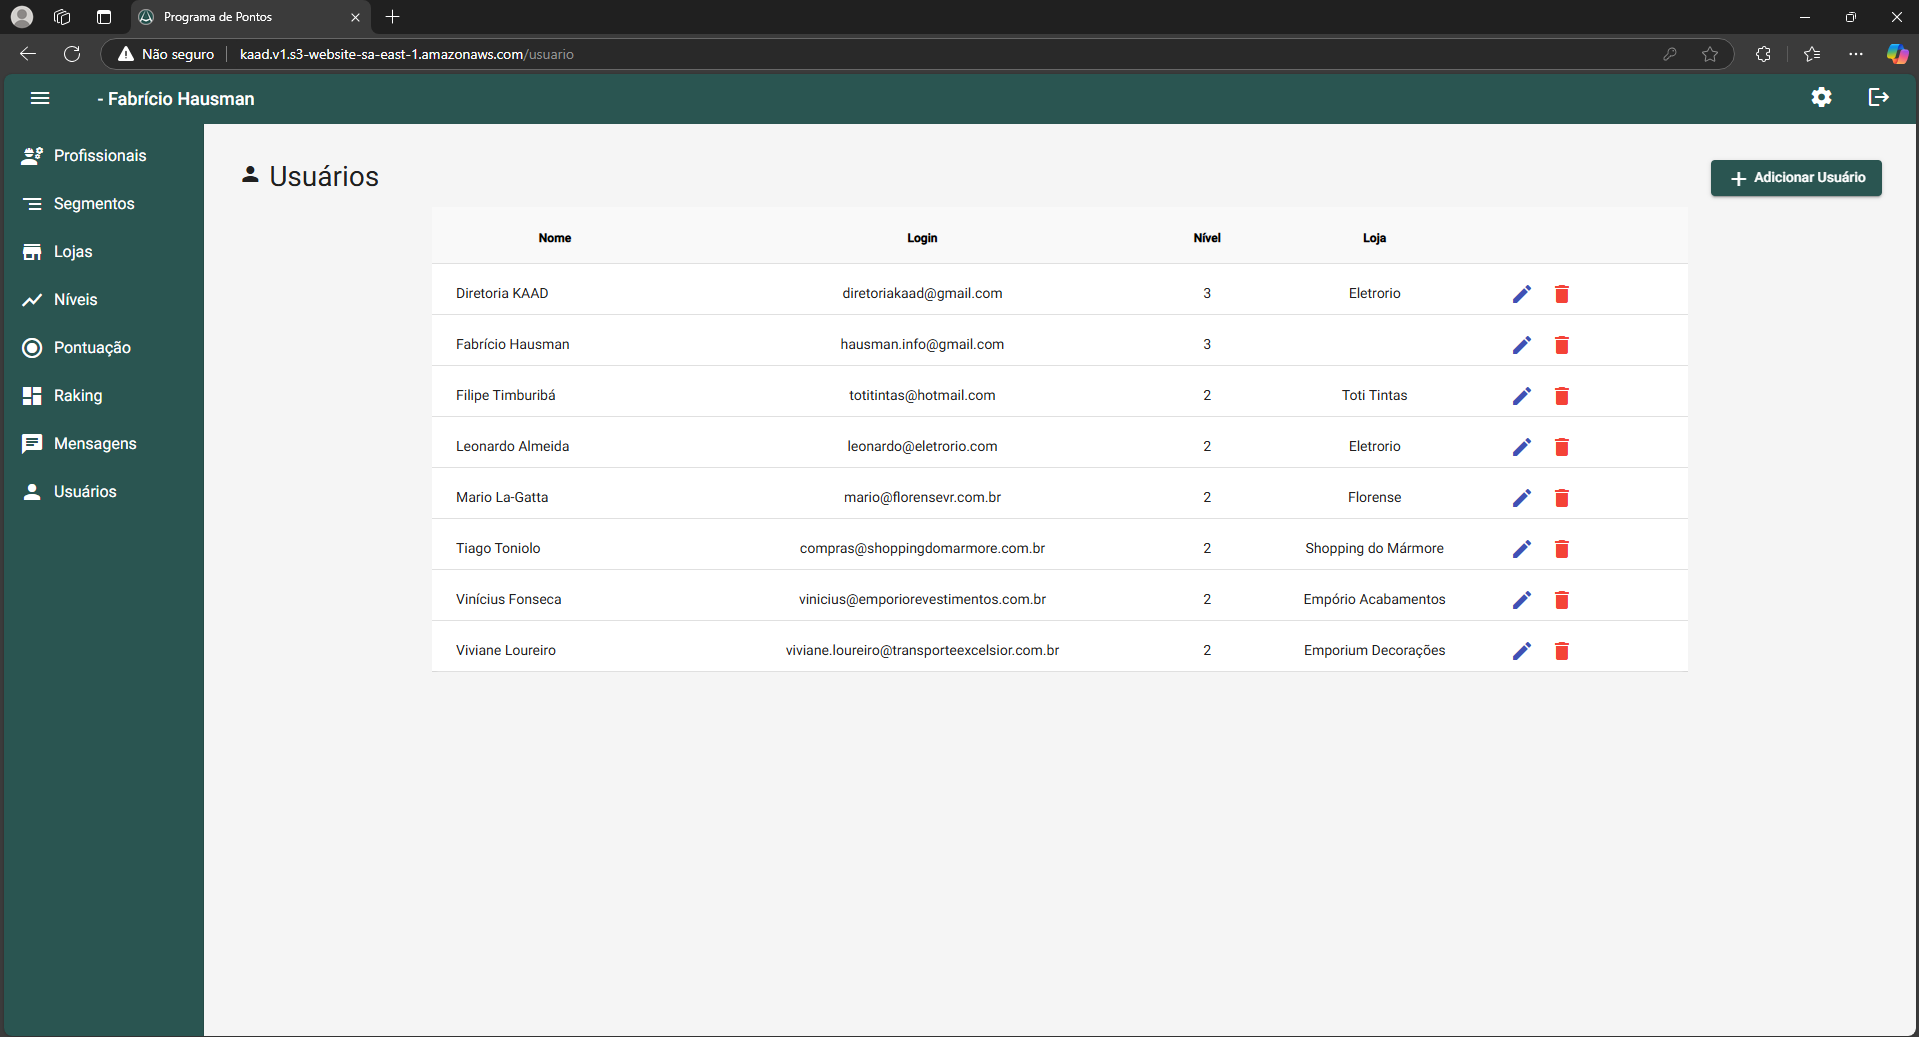 Programa de Pontos
Não seguro kaad.v1.s3-website-sa-east-1.amazonaws.com/usuario
- Fabrício Hausman
Profissionais
Segmentos
Lojas
Níveis
Pontuação
Raking
Mensagens
Usuários
Usuários
Adicionar Usuário
Nome Login Nível Loja
Diretoria KAAD diretoriakaad@gmail.com 3 Eletrorio
Fabrício Hausman hausman.info@gmail.com 3
Filipe Timburibá totitintas@hotmail.com 2 Toti Tintas
Leonardo Almeida leonardo@eletrorio.com 2 Eletrorio
Mario La-Gatta mario@florensevr.com.br 2 Florense
Tiago Toniolo compras@shoppingdomarmore.com.br 2 Shopping do Mármore
Vinícius Fonseca vinicius@emporiorevestimentos.com.br 2 Empório Acabamentos
Viviane Loureiro viviane.loureiro@transporteexcelsior.com.br 2 Emporium Decorações